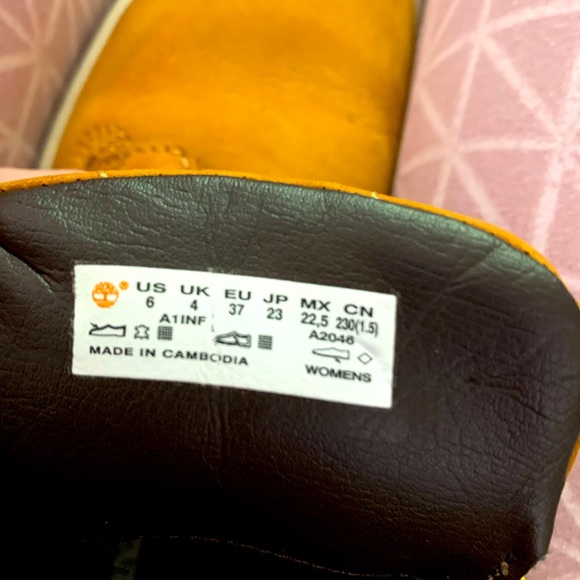 US UK EU JP MX CN
6 4 37 23 22,5 230(1.5)
A1INF A2046
MADE IN CAMBODIA
WOMENS